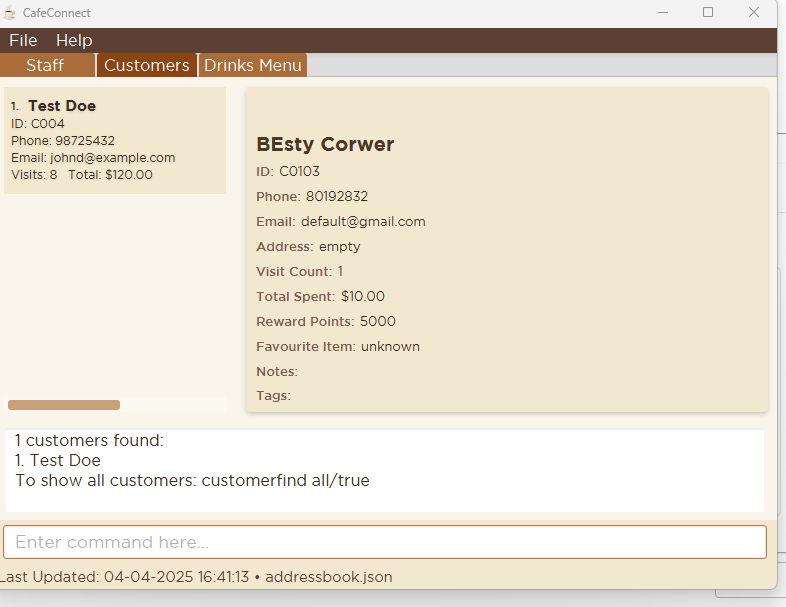 CafeConnect
File Help
Staff Customers Drinks Menu
1. Test Doe
ID: C004
Phone: 98725432
Email: johnd@example.com
Visits: 8 Total: $120.00
BEsty Corwer
ID: C0103
Phone: 80192832
Email: default@gmail.com
Address: empty
Visit Count: 1
Total Spent: $10.00
Reward Points: 5000
Favourite Item: unknown
Notes:
Tags:
1 customers found:
1. Test Doe
To show all customers: customerfind all/true
Enter command here...
Last Updated: 04-04-2025 16:41:13 • addressbook.json